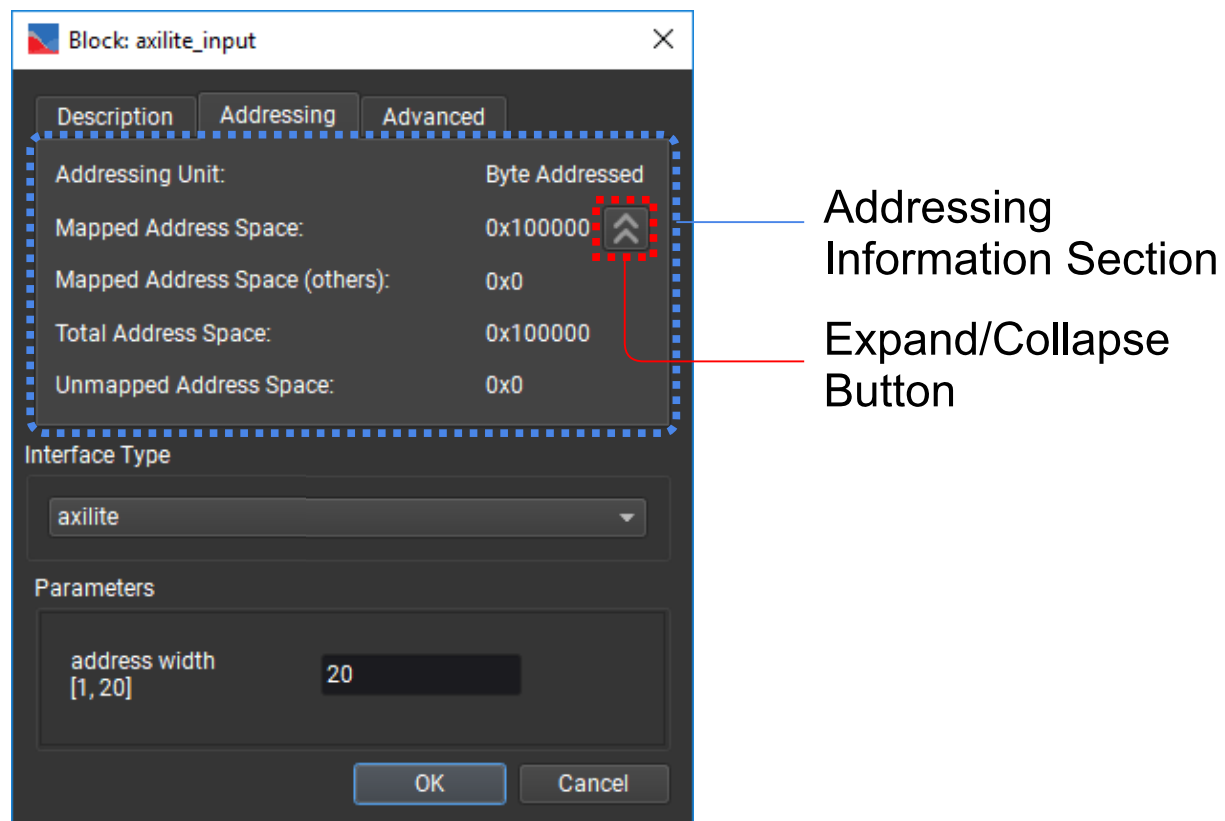 Block: axilite_input
Description Addressing Advanced
Addressing Unit: Byte Addressed
Mapped Address Space: 0x100000
Mapped Address Space (others): 0x0
Total Address Space: 0x100000
Unmapped Address Space: 0x0
Interface Type
axilite
Parameters
address width
[1, 20]
20
OK Cancel
Addressing
Information Section
Expand/Collapse
Button